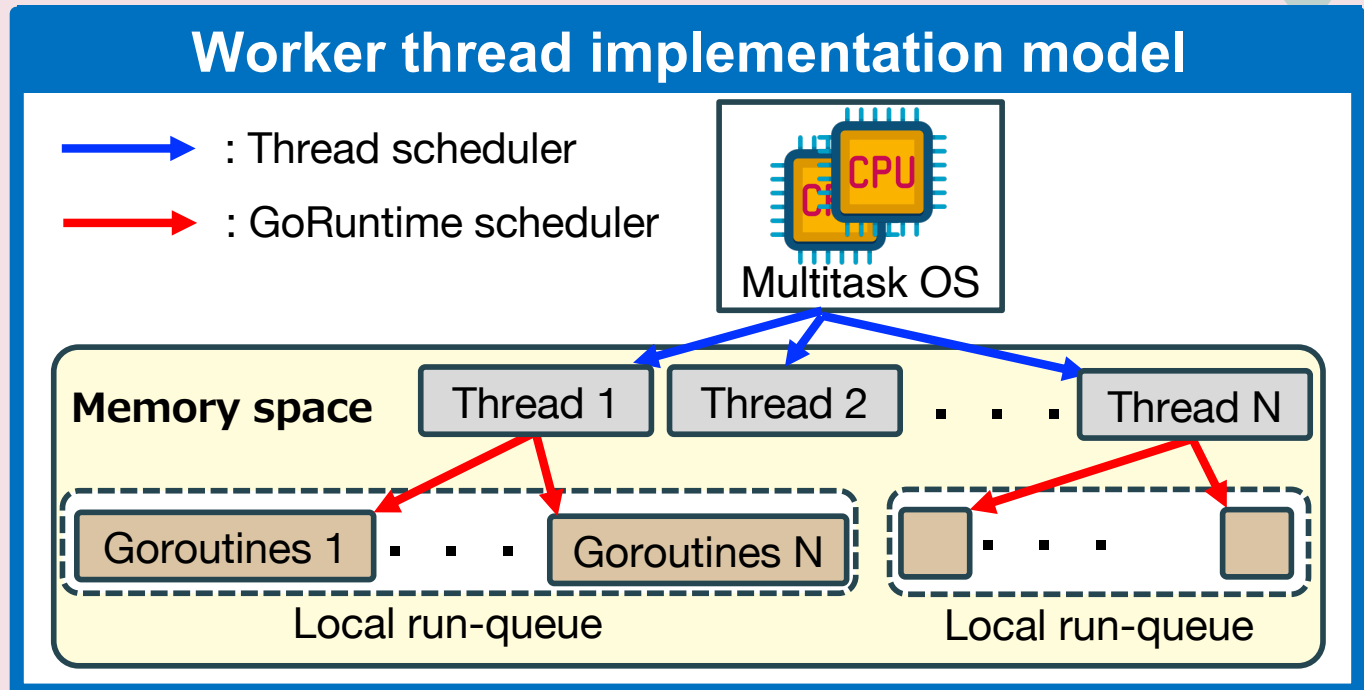 Worker thread implementation model
: Thread scheduler
: GoRuntime scheduler
CPU
Multitask OS
Memory space
Thread 1
Thread 2
. . .
Thread N
Goroutines 1
. . .
Goroutines N
. . .
Local run-queue
Local run-queue